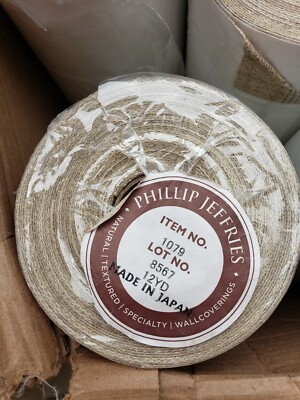 • PHILLIP JEFFRIES •
ITEM NO.
1079
LOT NO.
8567
12YD
MADE IN JAPAN
NATURAL | TEXTURED | SPECIALTY | WALLCOVERINGS